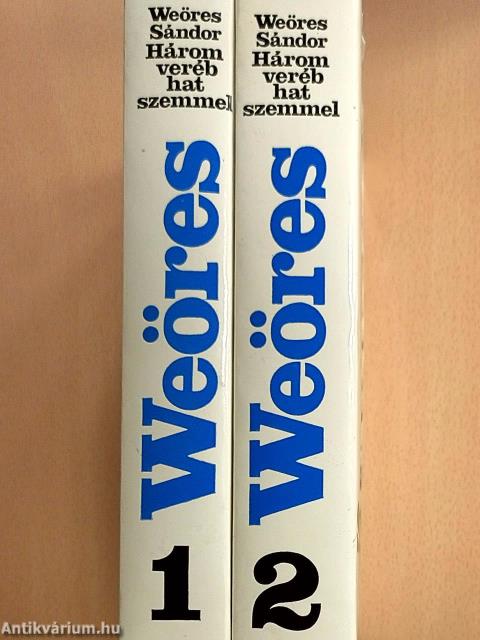 Weöres
Sándor
Három
veréb
hat
szemmel
Weöres
1
Weöres
Sándor
Három
veréb
hat
szemmel
Weöres
2
Antikvárium.hu